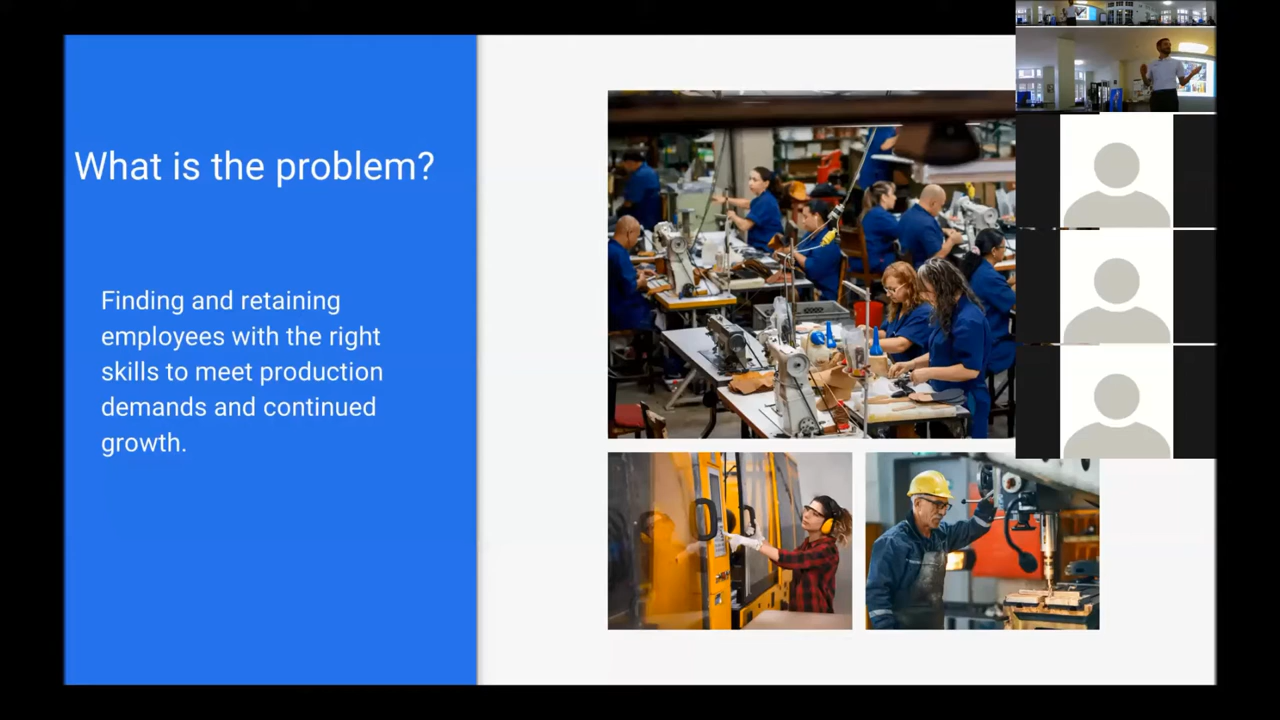 What is the problem?
Finding and retaining
employees with the right
skills to meet production
demands and continued
growth.